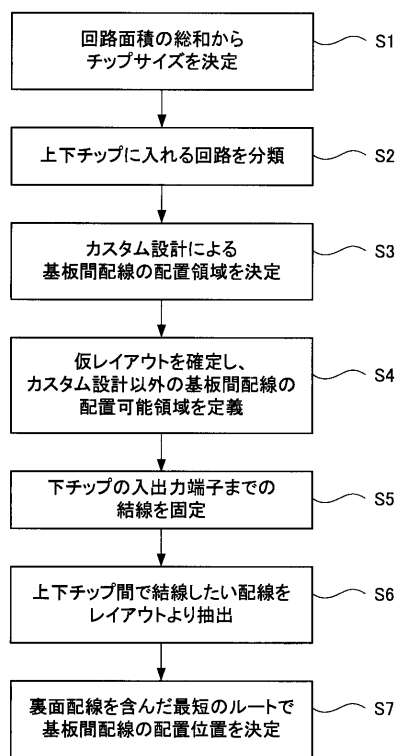 回路面積の総和から
チップサイズを決定
S1
上下チップに入れる回路を分類
S2
カスタム設計による
基板間配線の配置領域を決定
S3
仮レイアウトを確定し、
カスタム設計以外の基板間配線の
配置可能領域を定義
S4
下チップの入出力端子までの
結線を固定
S5
上下チップ間で結線したい配線を
レイアウトより抽出
S6
裏面配線を含んだ最短のルートで
基板間配線の配置位置を決定
S7